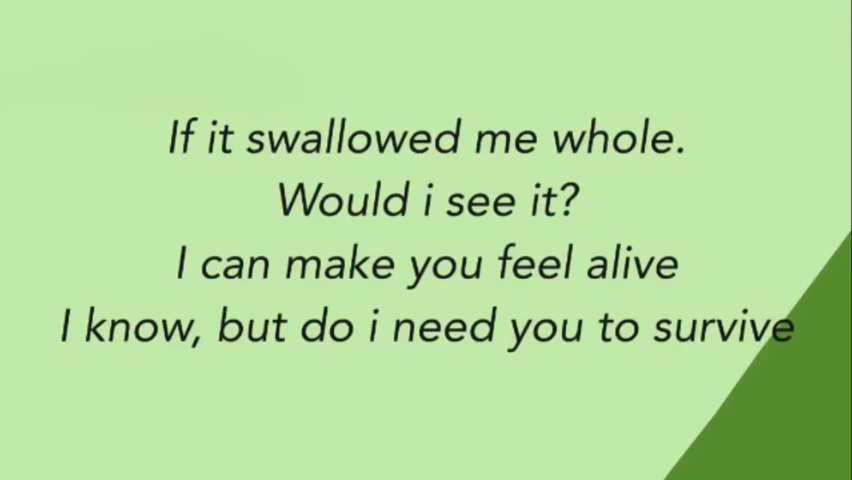 If it swallowed me whole.
Would i see it?
I can make you feel alive
I know, but do i need you to survive